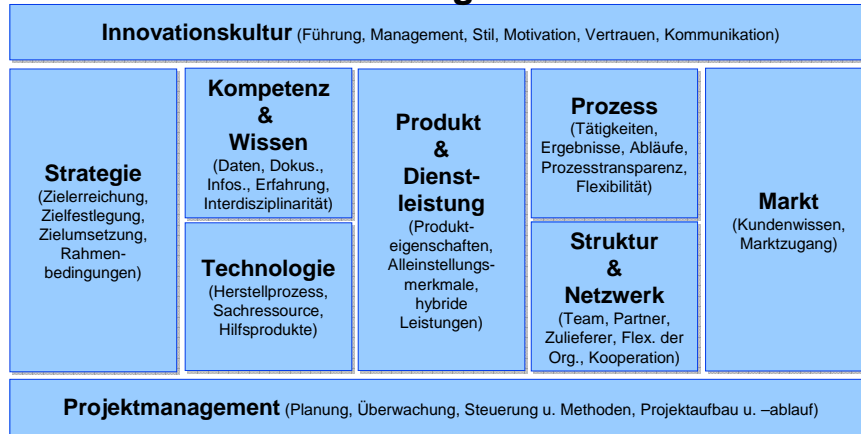 Innovationskultur (Führung, Management, Stil, Motivation, Vertrauen, Kommunikation)
Strategie
(Zielerreichung,
Zielfestlegung,
Zielumsetzung,
Rahmen-
bedingungen)
Kompetenz
&
Wissen
(Daten, Dokus.,
Infos., Erfahrung,
Interdisziplinarität)
Technologie
(Herstellprozess,
Sachressource,
Hilfsprodukte)
Produkt
&
Dienst-
leistung
(Produkt-
eigenschaften,
Alleinstellungs-
merkmale,
hybride
Leistungen)
Prozess
(Tätigkeiten,
Ergebnisse, Abläufe,
Prozesstransparenz,
Flexibilität)
Struktur
&
Netzwerk
(Team, Partner,
Zulieferer, Flex. der
Org., Kooperation)
Markt
(Kundenwissen,
Marktzugang)
Projektmanagement (Planung, Überwachung, Steuerung u. Methoden, Projektaufbau u. –ablauf)